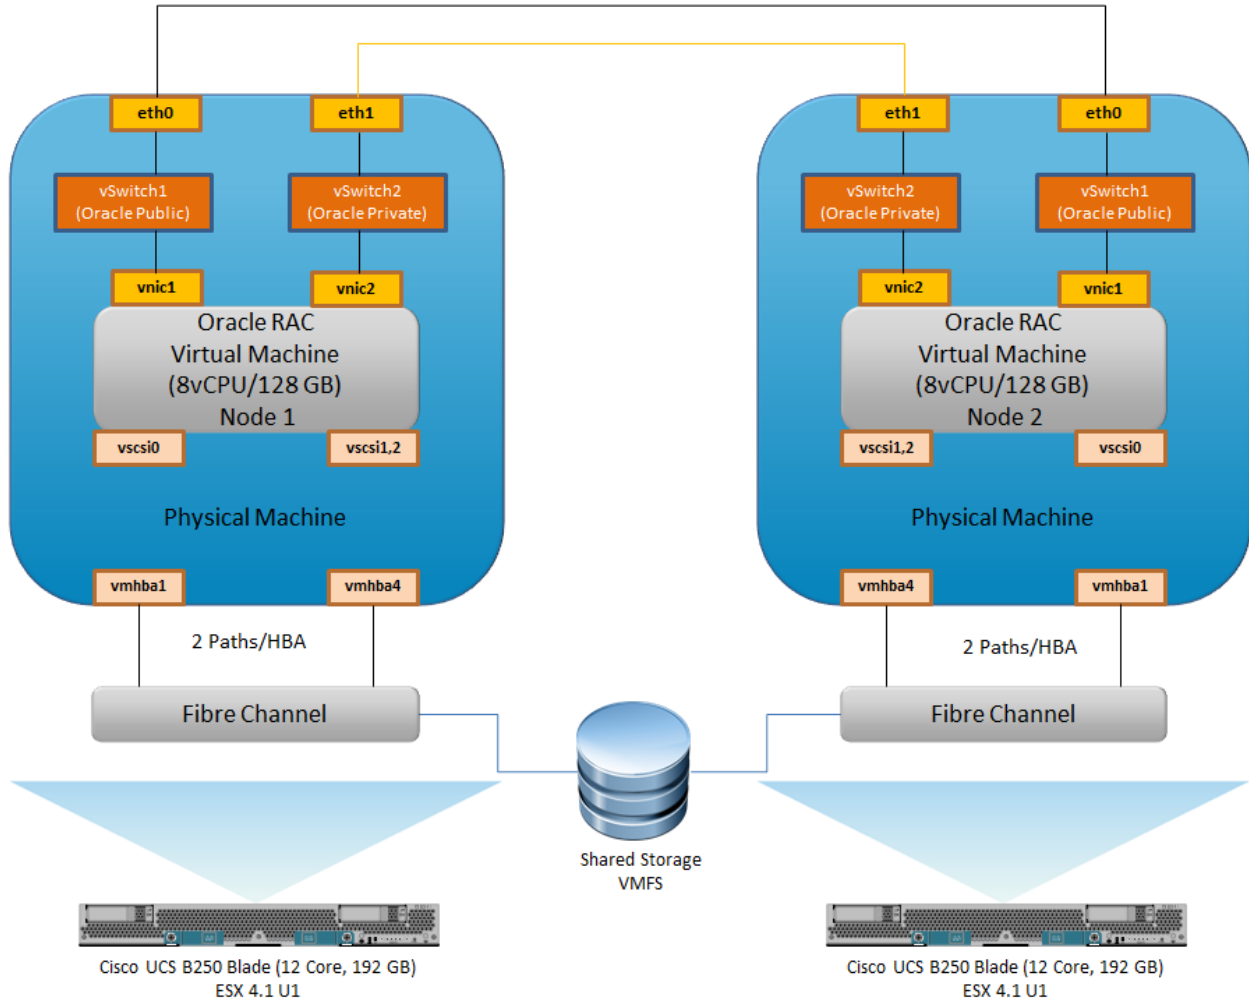 eth0
eth1
eth1
eth0
vSwitch1
(Oracle Public)
vSwitch2
(Oracle Private)
vSwitch2
(Oracle Private)
vSwitch1
(Oracle Public)
vnic1
vnic2
vnic2
vnic1
Oracle RAC
Virtual Machine
(8vCPU/128 GB)
Node 1
Oracle RAC
Virtual Machine
(8vCPU/128 GB)
Node 2
vscsi0
vscsi1,2
vscsi1,2
vscsi0
Physical Machine
Physical Machine
vmhba1
vmhba4
vmhba4
vmhba1
2 Paths/HBA
2 Paths/HBA
Fibre Channel
Fibre Channel
Shared Storage
VMFS
Cisco UCS B250 Blade (12 Core, 192 GB)
ESX 4.1 U1
Cisco UCS B250 Blade (12 Core, 192 GB)
ESX 4.1 U1